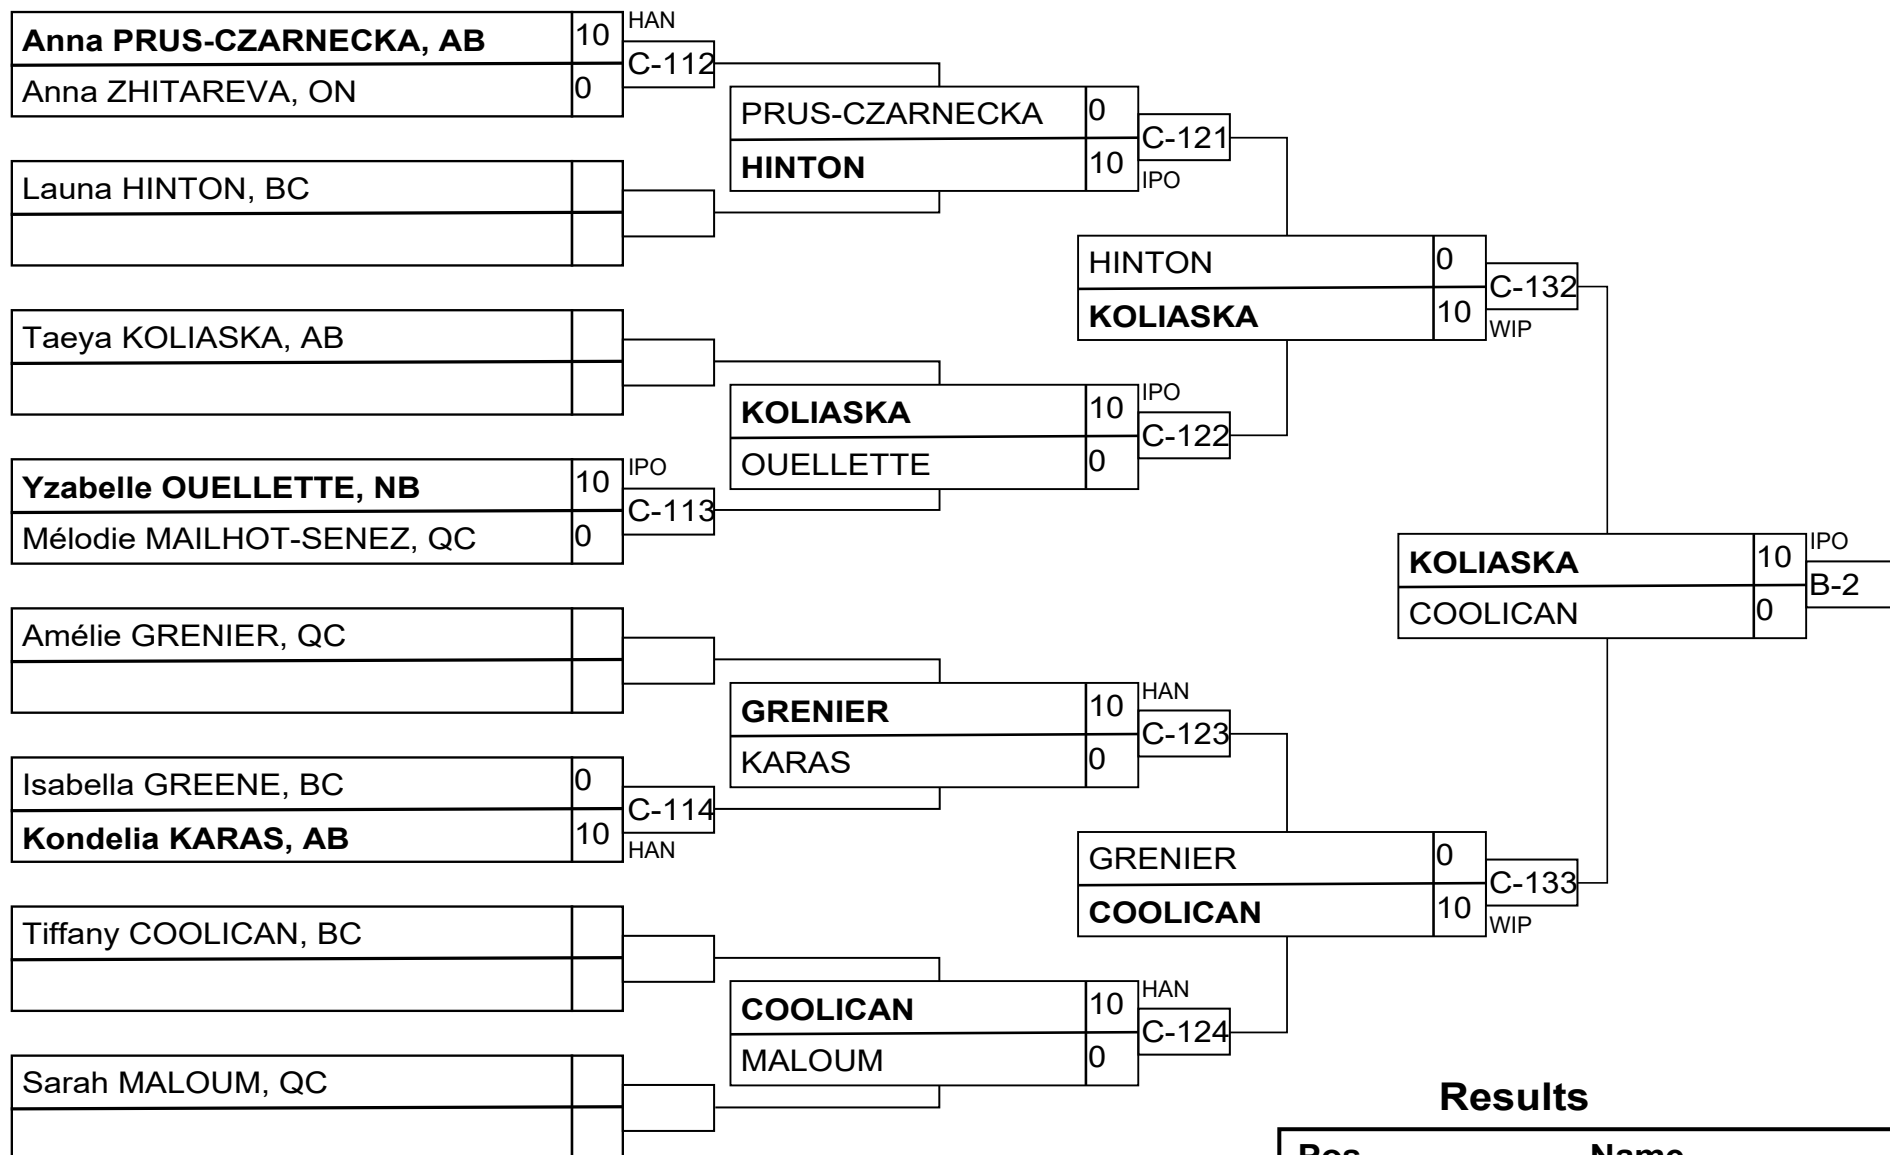 Anna PRUS-CZARNECKA, AB 10 HAN
C-112
Anna ZHITAREVA, ON 0
Launa HINTON, BC
Taeya KOLIASKA, AB
Yzabelle OUELLETTE, NB 10 IPO
C-113
Mélodie MAILHOT-SENEZ, QC 0
Amélie GRENIER, QC
Isabella GREENE, BC 0
C-114
Kondelia KARAS, AB 10 HAN
Tiffany COOLICAN, BC
Sarah MALOUM, QC
PRUS-CZARNECKA 0
C-121
HINTON 10 IPO
KOLIASKA 10 IPO
C-122
OUELLETTE 0
GRENIER 10 HAN
C-123
KARAS 0
COOLICAN 10 HAN
C-124
MALOUM 0
HINTON 0
C-132
KOLIASKA 10 WIP
GRENIER 0
C-133
COOLICAN 10 WIP
KOLIASKA 10 IPO
B-2
COOLICAN 0
Results
Pos Name